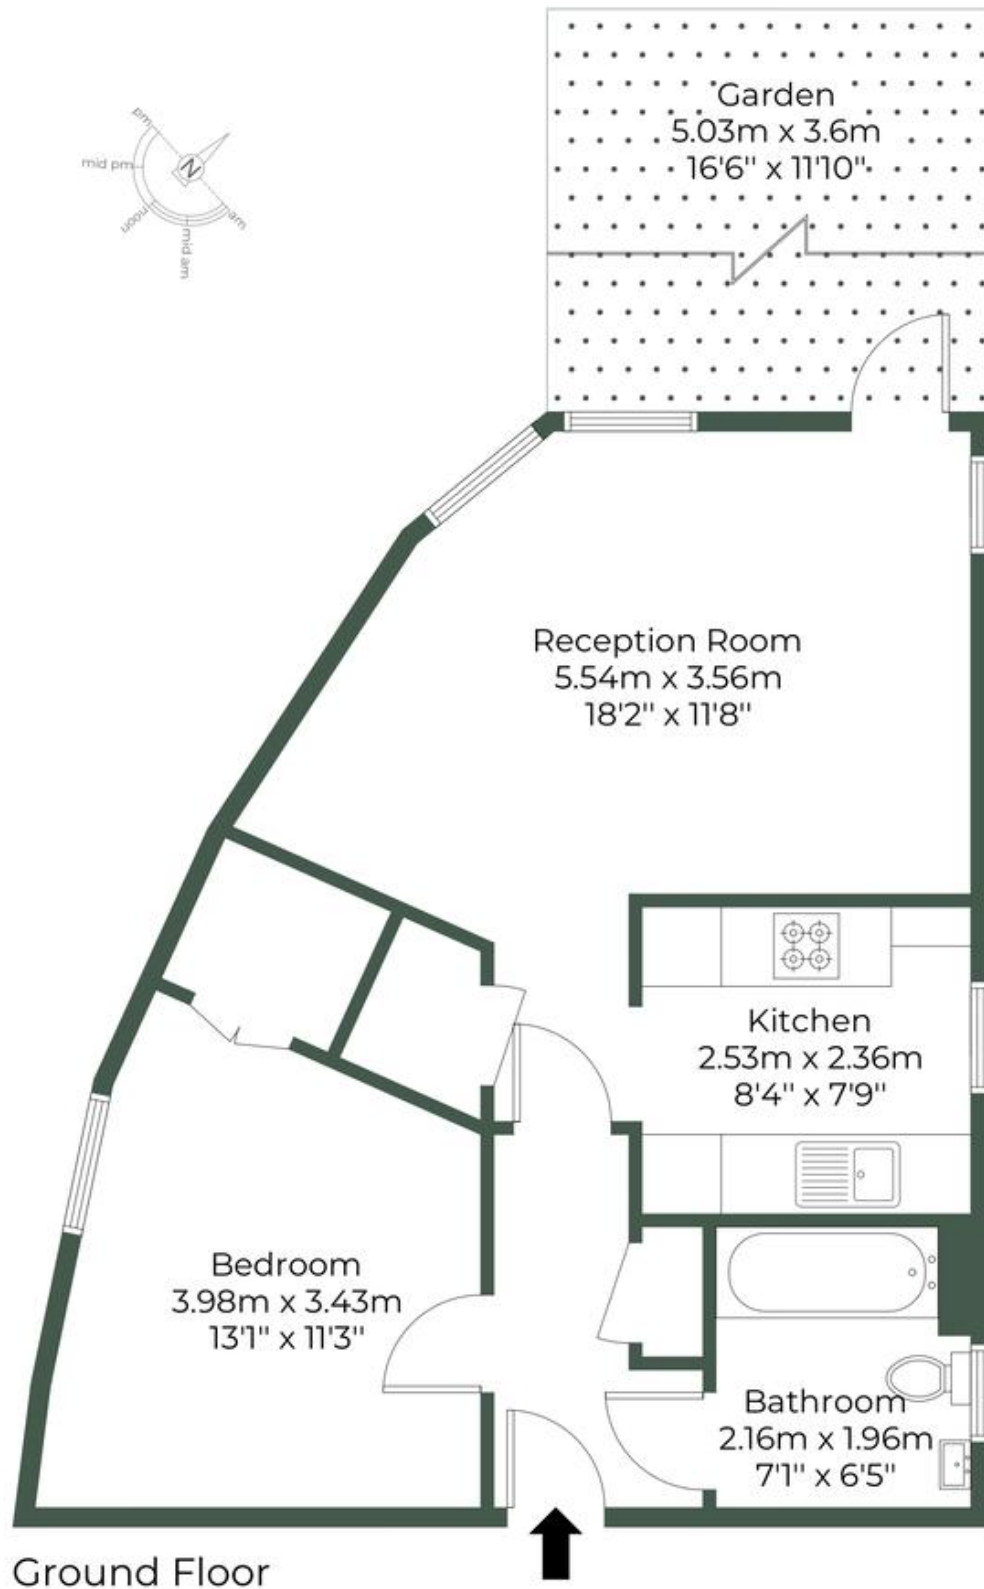 Garden
5.03m x 3.6m
16'6" x 11'10"
pm
mid pm
noon
mid am
am
N
Reception Room
5.54m x 3.56m
18'2" x 11'8"
Kitchen
2.53m x 2.36m
8'4" x 7'9"
Bedroom
3.98m x 3.43m
13'1" x 11'3"
Bathroom
2.16m x 1.96m
7'1" x 6'5"
Ground Floor